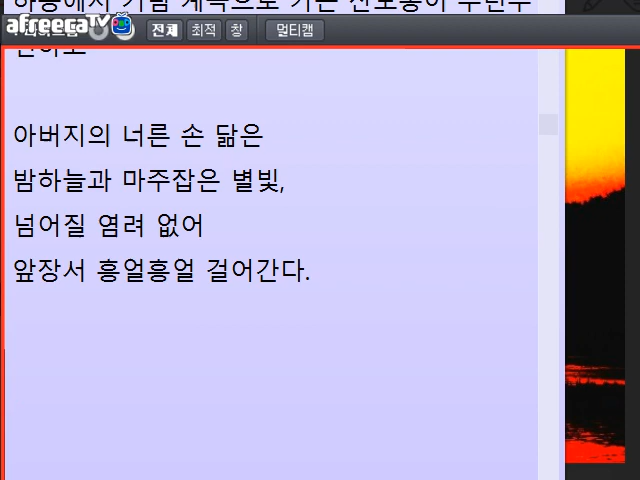 afreecaTV
전체 최적 창 멀티캠
아버지의 너른 손 닮은
밤하늘과 마주잡은 별빛,
넘어질 염려 없어
앞장서 흥얼흥얼 걸어간다.